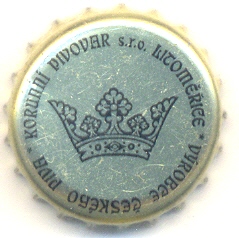 KORUNNÍ PIVOVAR s.r.o. LITOMĚŘICE * VÝROBCE ČESKÉHO PIVA *